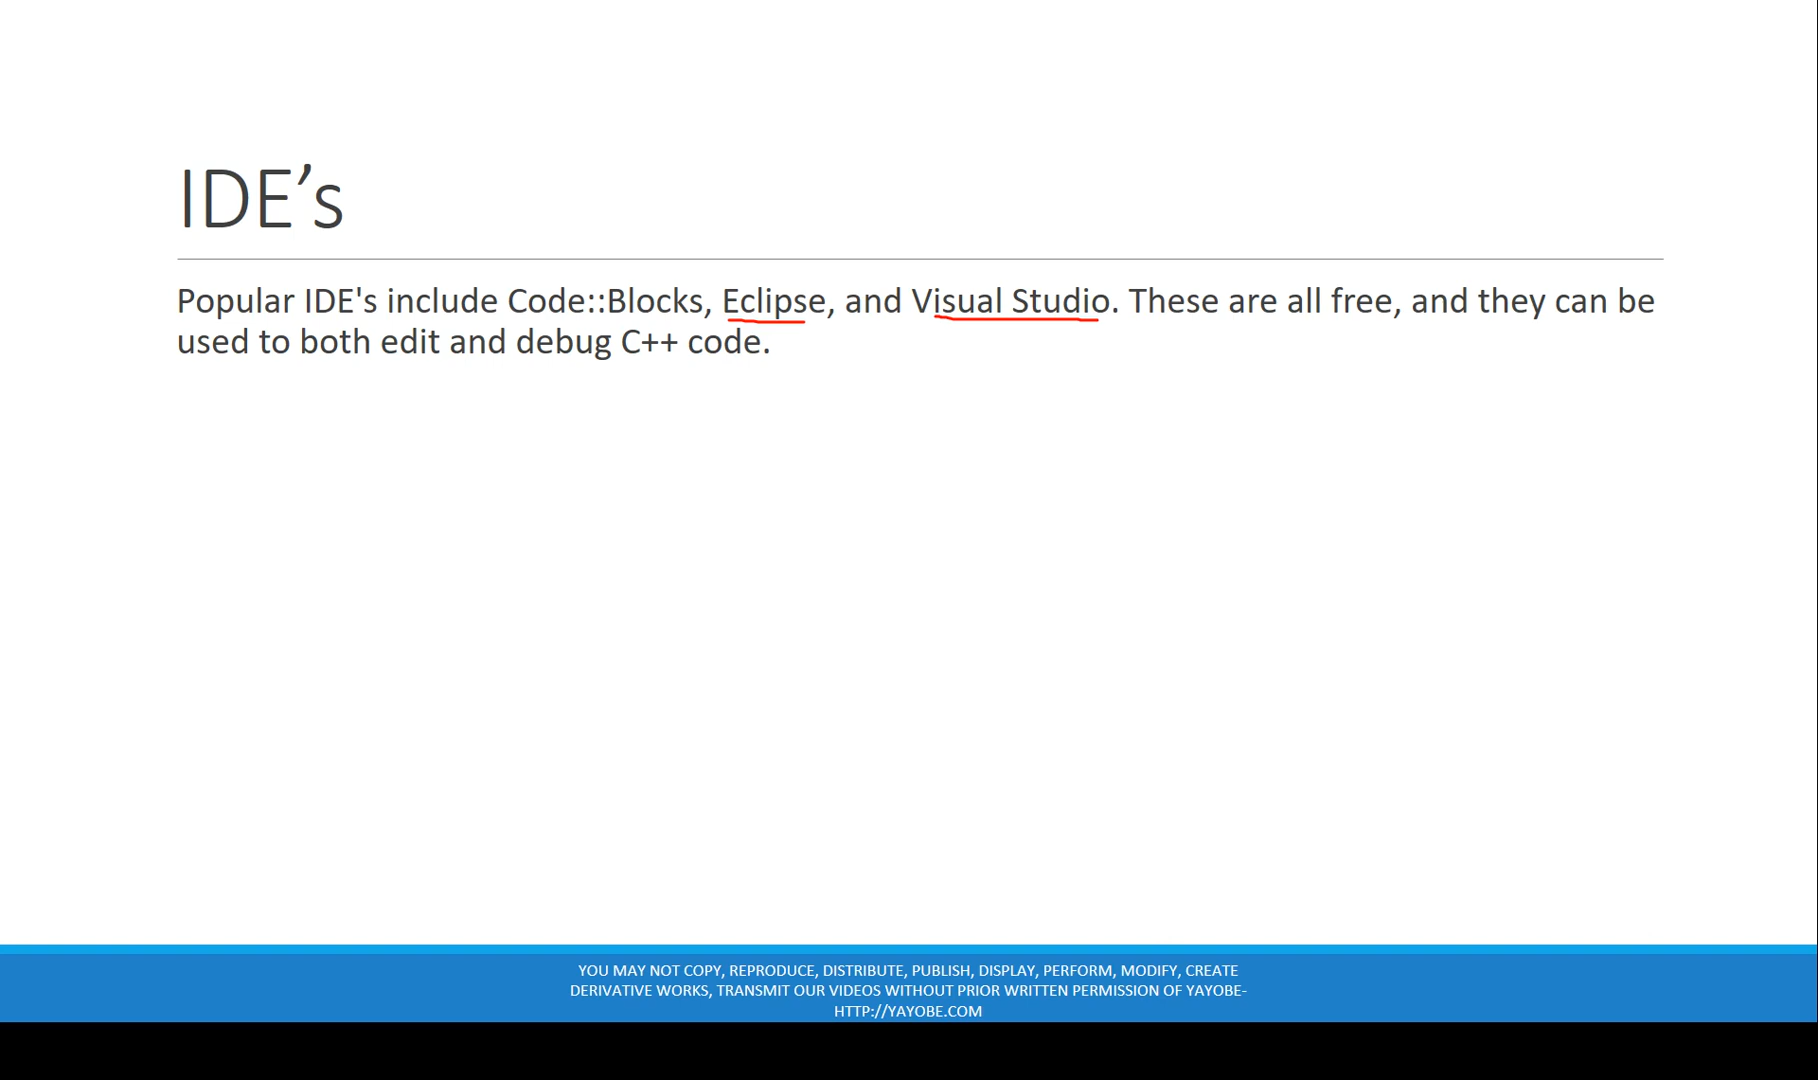 IDE’s
Popular IDE's include Code::Blocks, Eclipse, and Visual Studio. These are all free, and they can be
used to both edit and debug C++ code.
YOU MAY NOT COPY, REPRODUCE, DISTRIBUTE, PUBLISH, DISPLAY, PERFORM, MODIFY, CREATE
DERIVATIVE WORKS, TRANSMIT OUR VIDEOS WITHOUT PRIOR WRITTEN PERMISSION OF YAYOBE-
HTTP://YAYOBE.COM